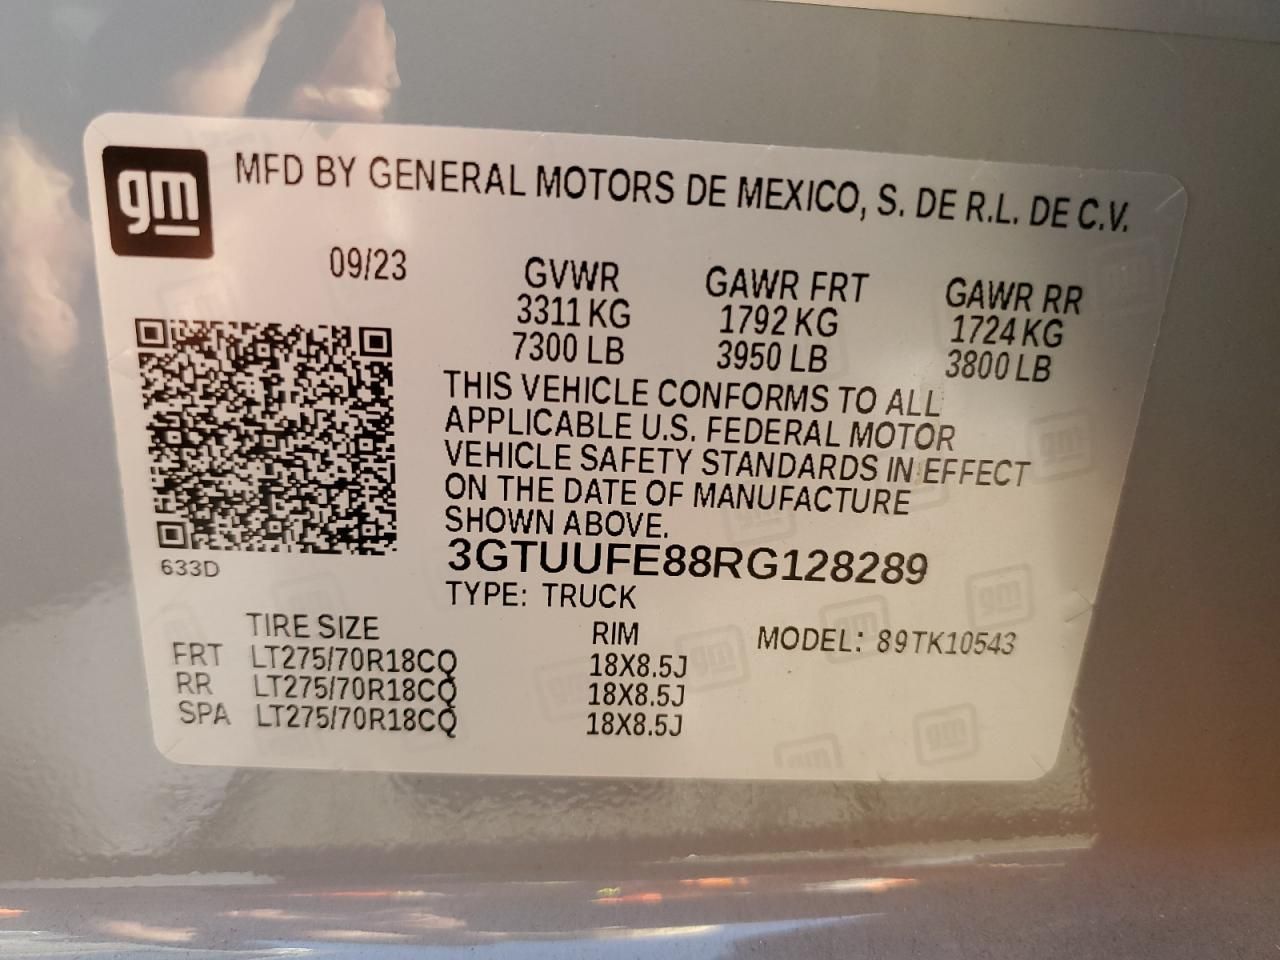 gm
MFD BY GENERAL MOTORS DE MEXICO, S. DE R.L. DE C.V.
09/23 GVWR GAWR FRT GAWR RR
3311 KG 1792 KG 1724 KG
7300 LB 3950 LB 3800 LB
THIS VEHICLE CONFORMS TO ALL
APPLICABLE U.S. FEDERAL MOTOR
VEHICLE SAFETY STANDARDS IN EFFECT
ON THE DATE OF MANUFACTURE
SHOWN ABOVE.
3GTUUFE88RG128289
633D
TYPE: TRUCK
TIRE SIZE RIM MODEL: 89TK10543
FRT LT275/70R18CQ 18X8.5J
RR LT275/70R18CQ 18X8.5J
SPA LT275/70R18CQ 18X8.5J